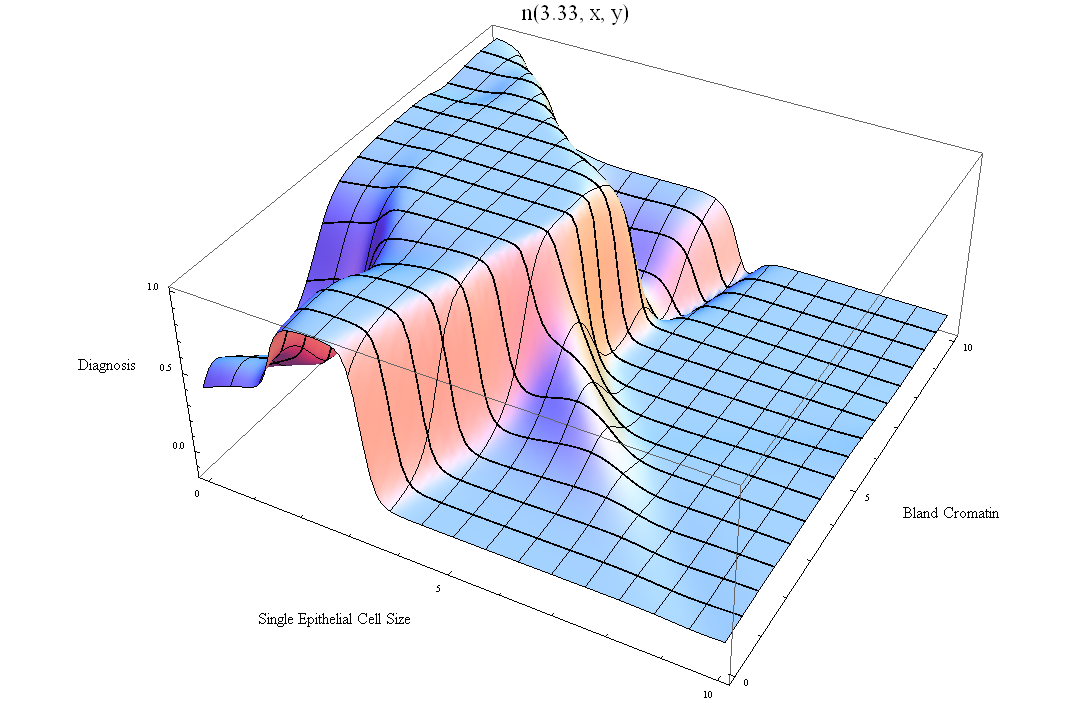 n(3.33, x, y)
1.0
Diagnosis
0.5
0.0
0
5
10
Single Epithelial Cell Size
0
5
10
Bland Cromatin